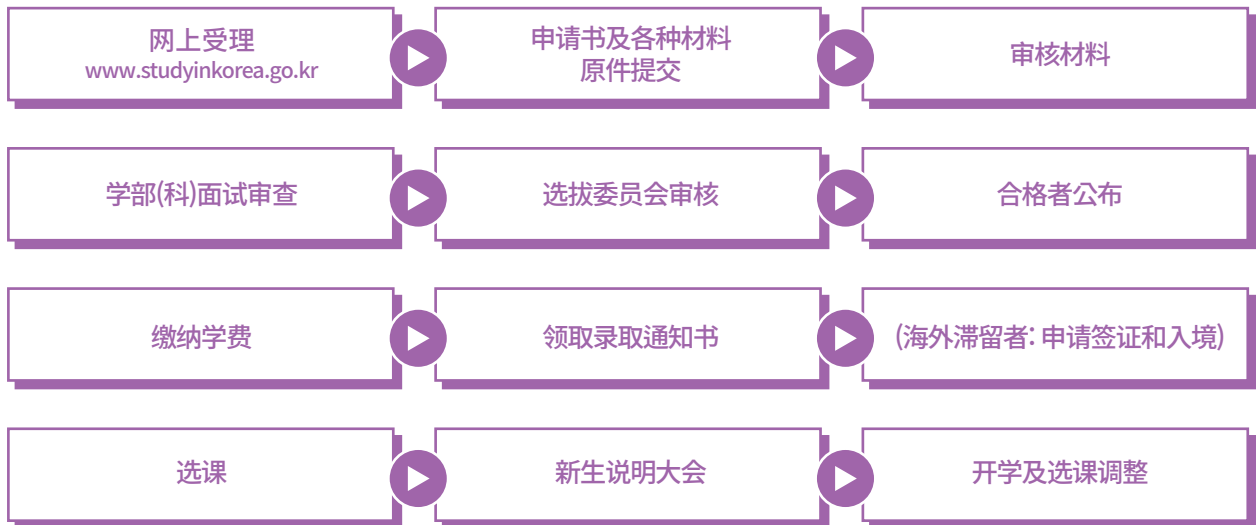 网上受理
www.studyinkorea.go.kr
申请书及各种材料
原件提交
审核材料
学部(科)面试审查
选拔委员会审核
合格者公布
缴纳学费
领取录取通知书
(海外滞留者: 申请签证和入境)
选课
新生说明大会
开学及选课调整